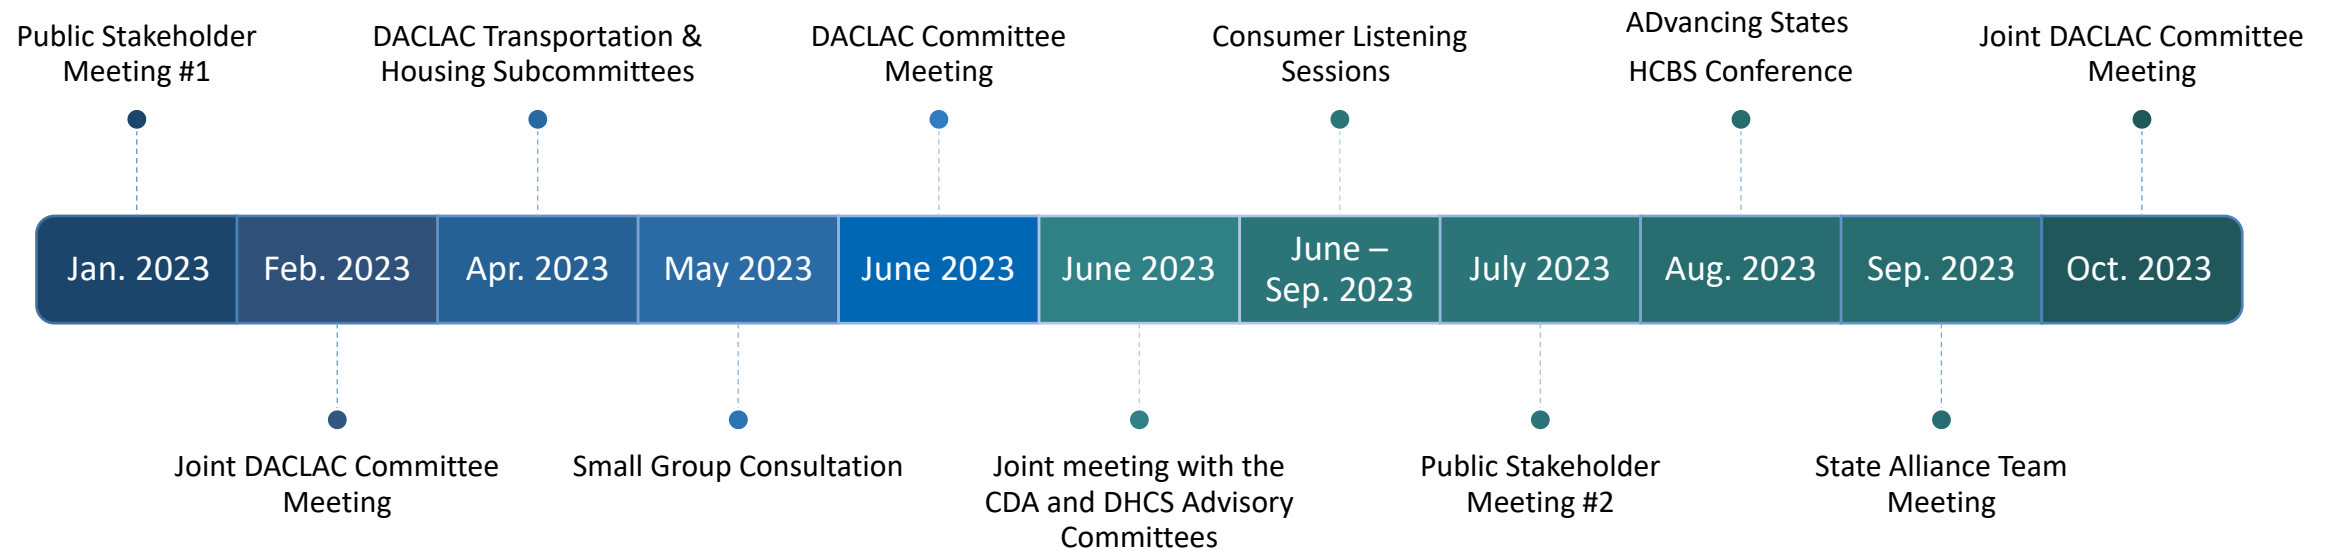 Public Stakeholder
Meeting #1
DACLAC Transportation &
Housing Subcommittees
DACLAC Committee
Meeting
Consumer Listening
Sessions
ADvancing States
HCBS Conference
Joint DACLAC Committee
Meeting
Jan. 2023
Feb. 2023
Apr. 2023
May 2023
June 2023
June 2023
June –
Sep. 2023
July 2023
Aug. 2023
Sep. 2023
Oct. 2023
Joint DACLAC Committee
Meeting
Small Group Consultation
Joint meeting with the
CDA and DHCS Advisory
Committees
Public Stakeholder
Meeting #2
State Alliance Team
Meeting